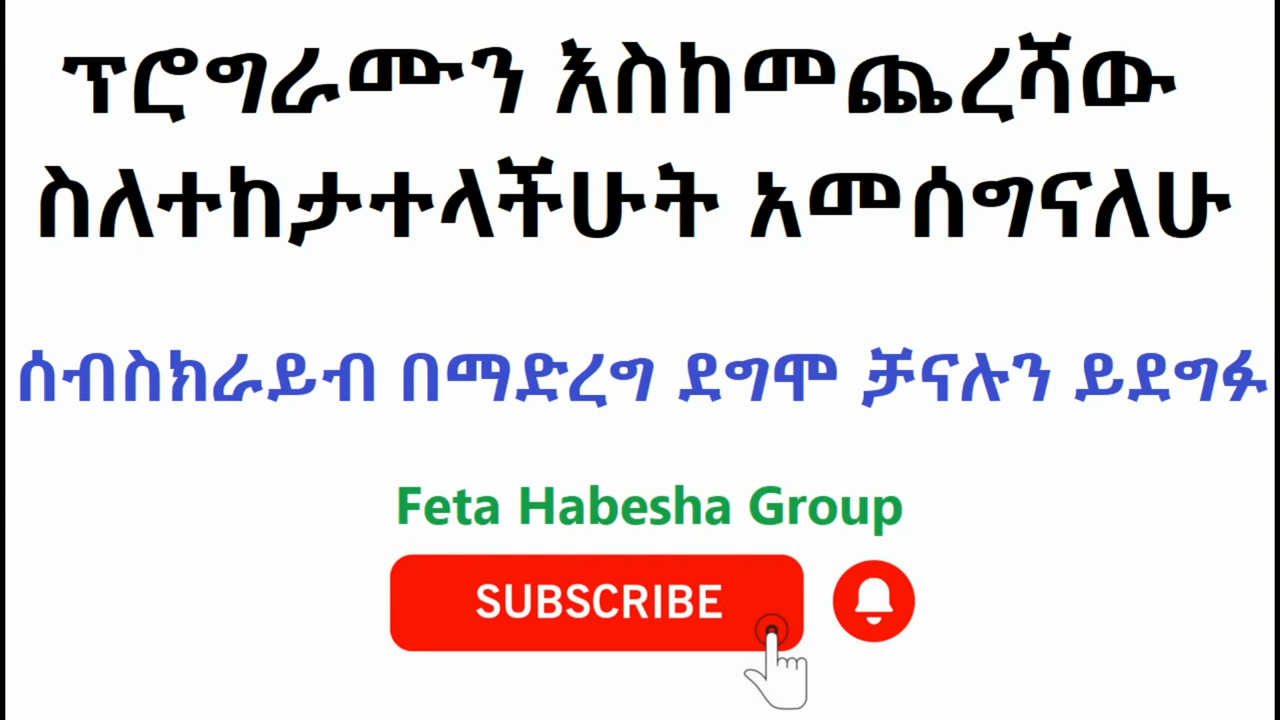 ፕሮግራሙን እስከመጨረሻው
ስለተከታተላችሁት አመሰግናለሁ
ሰብስክራይብ በማድረግ ደግሞ ቻናሉን ይደግፉ
Feta Habesha Group
SUBSCRIBE